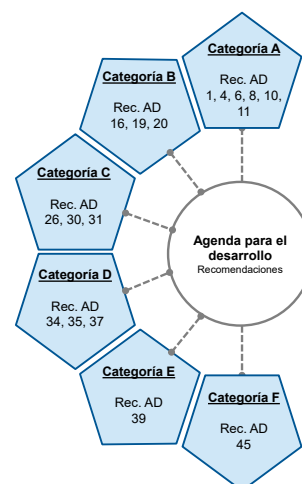 Categoría A
Rec. AD
1, 4, 6, 8, 10,
11
Categoría B
Rec. AD
16, 19, 20
Categoría C
Rec. AD
26, 30, 31
Agenda para el
desarrollo
Recomendaciones
Categoría D
Rec. AD
34, 35, 37
Categoría E
Rec. AD
39
Categoría F
Rec. AD
45